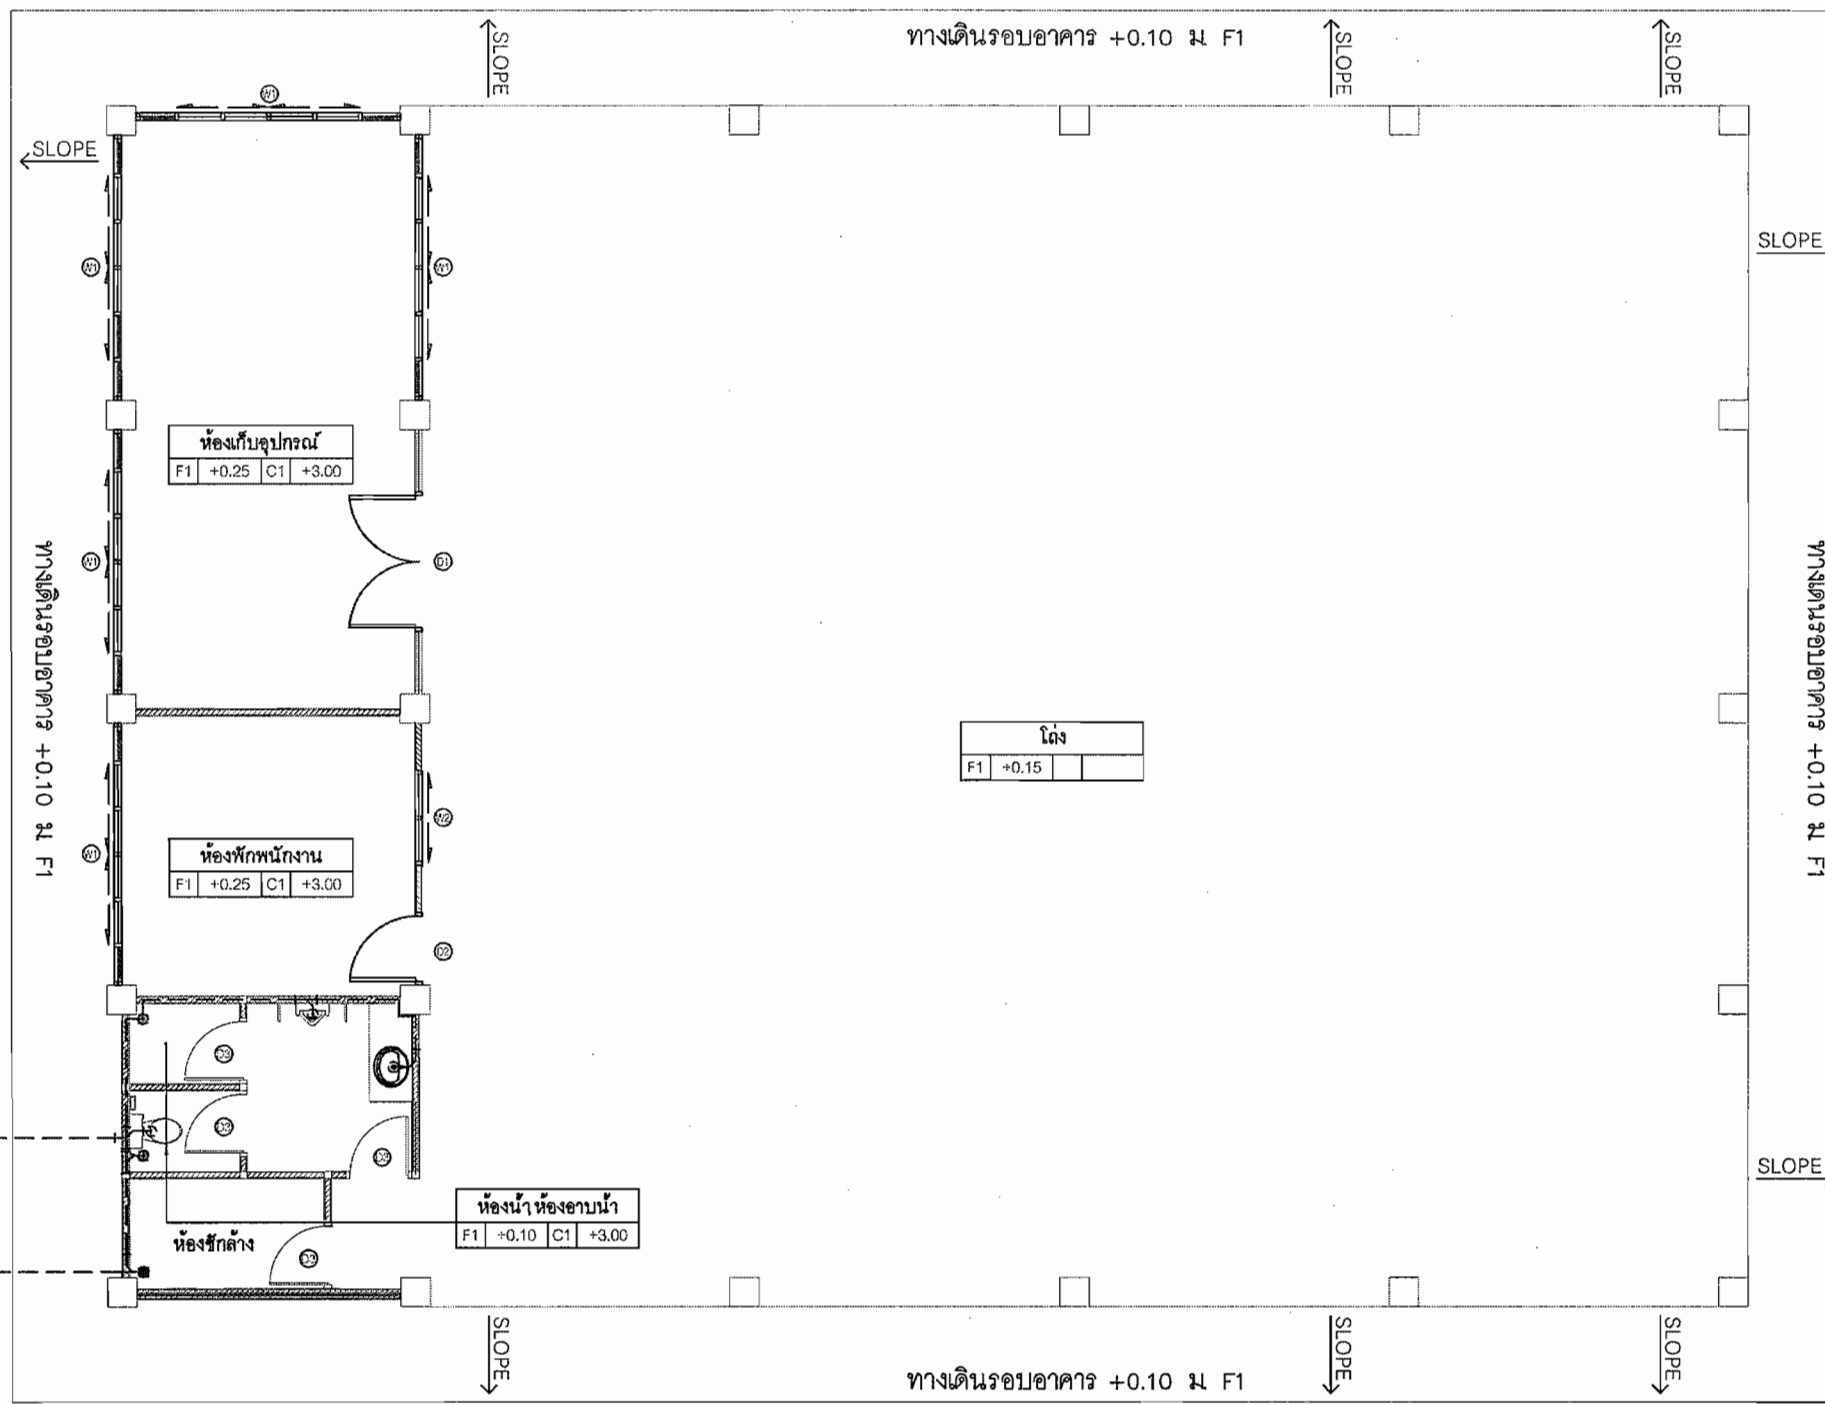 ทางเดินรอบอาคาร +0.10 ม F1
SLOPE
SLOPE
SLOPE
W1
SLOPE
SLOPE
W1
W1
ห้องเก็บอุปกรณ์
F1 +0.25 C1 +3.00
W1
D1
ทางเดินรอบอาคาร +0.10 ม F1
ทางเดินรอบอาคาร +0.10 ม F1
โถ่ง
F1 +0.15
W2
ห้องพักพนักงาน
F1 +0.25 C1 +3.00
W1
D2
D3
D3
D3
SLOPE
ห้องน้ำ,ห้องอาบน้ำ
F1 +0.10 C1 +3.00
ห้องซักล้าง
D3
SLOPE
SLOPE
SLOPE
ทางเดินรอบอาคาร +0.10 ม F1